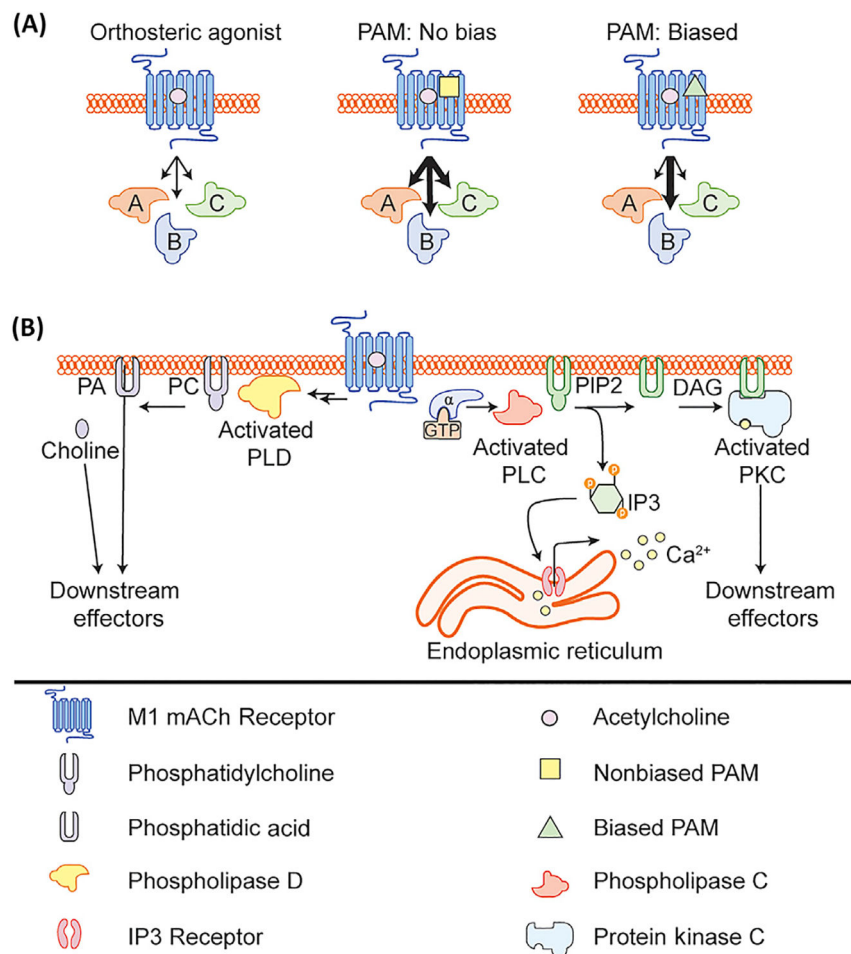 (A)
Orthosteric agonist
PAM: No bias
PAM: Biased
A
C
B
A
C
B
A
C
B
(B)
PA
PC
Activated
PLD
Choline
Downstream
effectors
α
GTP
Activated
PLC
PIP2
DAG
Activated
PKC
P
P
P
IP3
Ca²⁺
Endoplasmic reticulum
Downstream
effectors
M1 mACh Receptor
Acetylcholine
Phosphatidylcholine
Nonbiased PAM
Phosphatidic acid
Biased PAM
Phospholipase D
Phospholipase C
IP3 Receptor
Protein kinase C